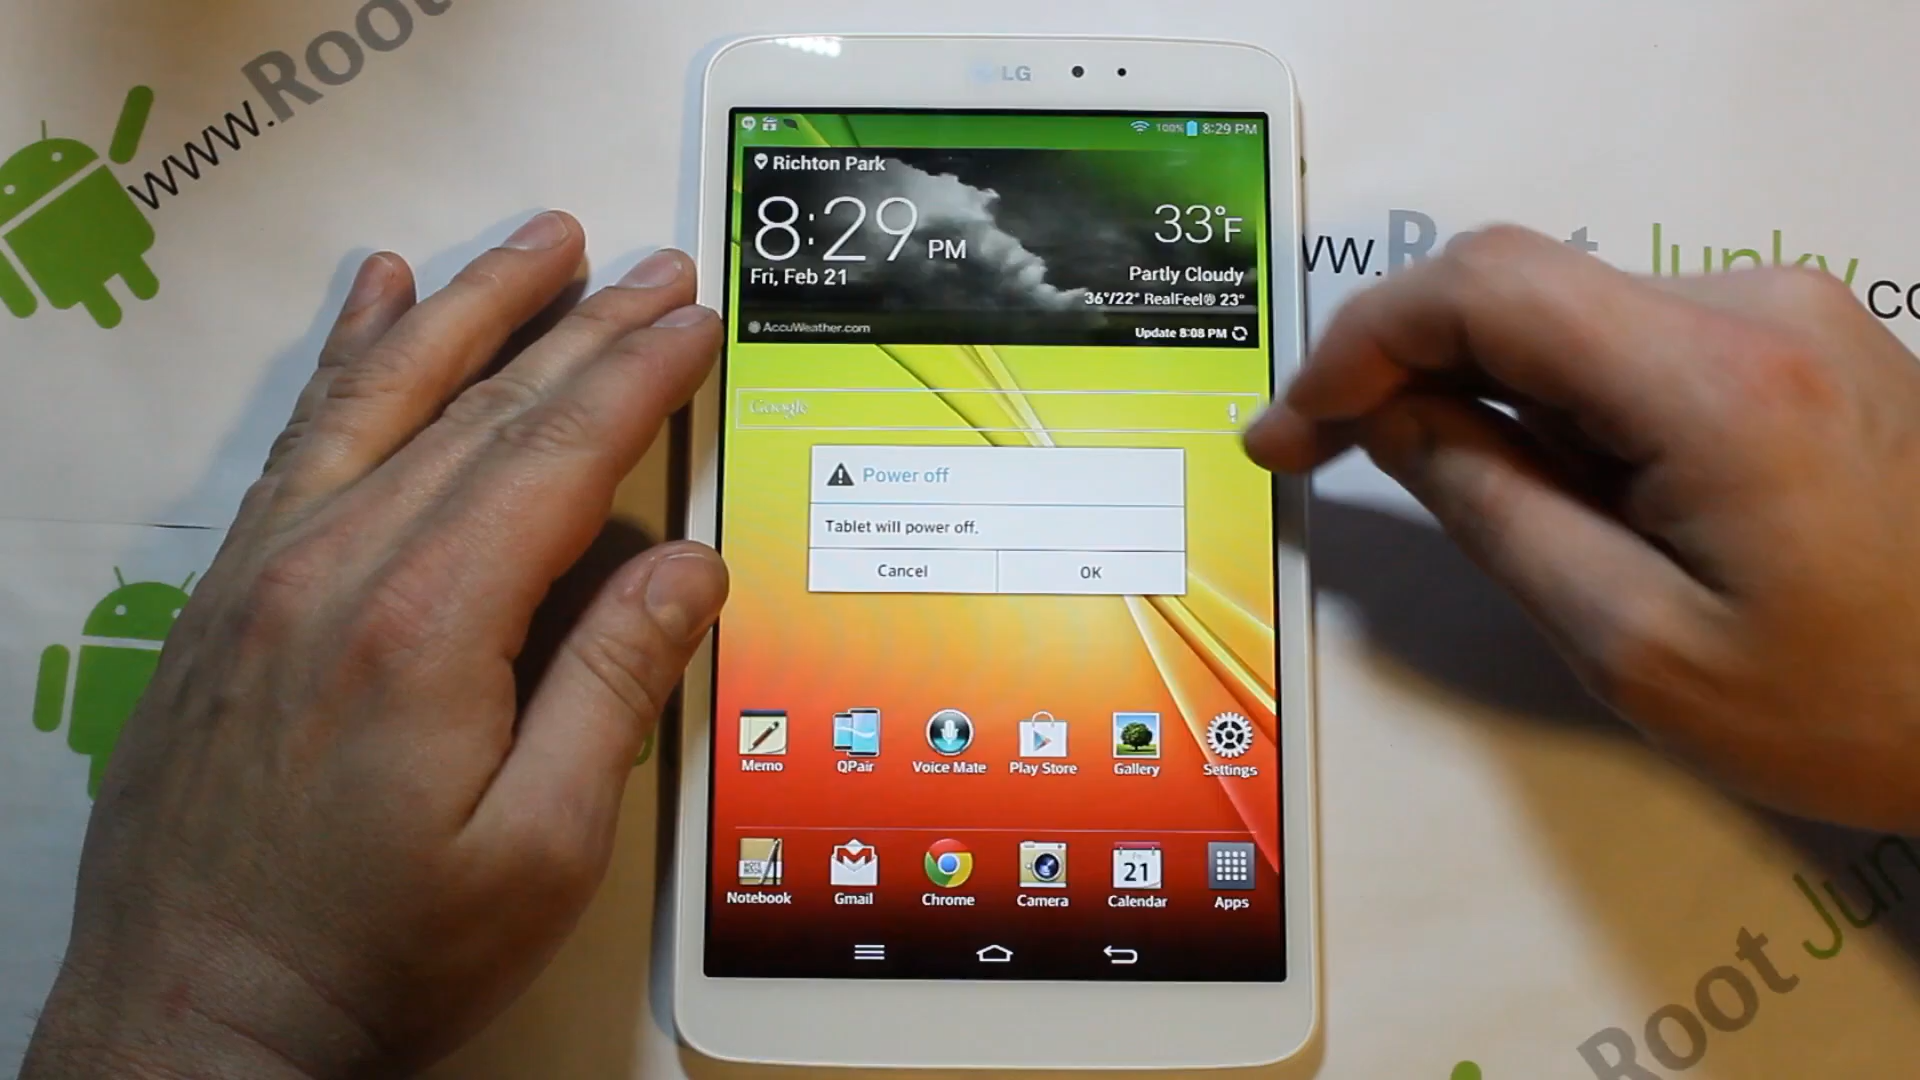 www.Root
LG
100% 8:29 PM
Richton Park
8:29 PM
33°F
Fri, Feb 21
Partly Cloudy
36°/22° RealFeel® 23°
AccuWeather.com
Update 8:08 PM
Google
Power off
Tablet will power off.
Cancel
OK
Memo
QPair
Voice Mate
Play Store
Gallery
Settings
21
Notebook
Gmail
Chrome
Camera
Calendar
Apps
ww.Root Junky.co
Root Jun